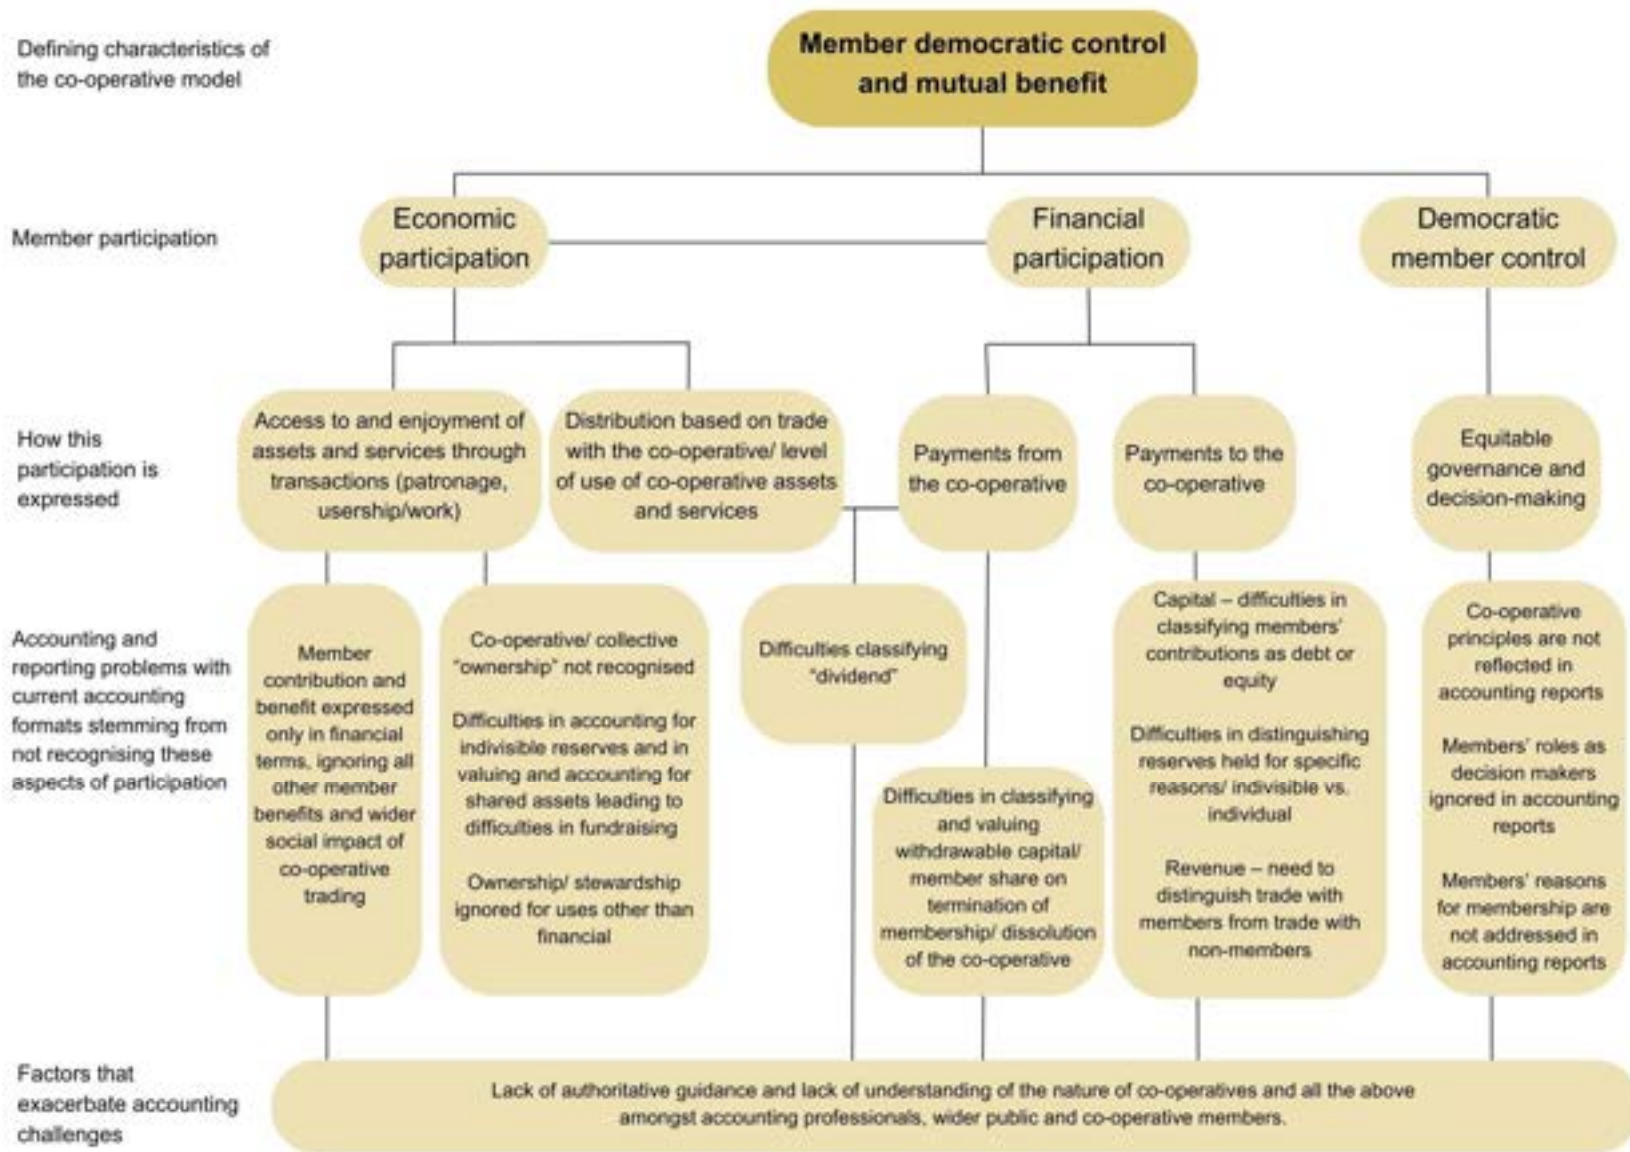 Defining characteristics of
the co-operative model
Member democratic control
and mutual benefit
Member participation
Economic
participation
Financial
participation
Democratic
member control
How this
participation is
expressed
Access to and enjoyment of
assets and services through
transactions (patronage,
usership/work)
Distribution based on trade
with the co-operative/ level
of use of co-operative assets
and services
Payments from
the co-operative
Payments to the
co-operative
Equitable
governance and
decision-making
Accounting and
reporting problems with
current accounting
formats stemming from
not recognising these
aspects of participation
Member
contribution and
benefit expressed
only in financial
terms, ignoring all
other member
benefits and wider
social impact of
co-operative
trading
Co-operative/ collective
“ownership” not recognised
Difficulties in accounting for
indivisible reserves and in
valuing and accounting for
shared assets leading to
difficulties in fundraising
Ownership/ stewardship
ignored for uses other than
financial
Difficulties classifying
“dividend”
Difficulties in classifying
and valuing
withdrawable capital/
member share on
termination of
membership/ dissolution
of the co-operative
Capital – difficulties in
classifying members’
contributions as debt or
equity
Difficulties in distinguishing
reserves held for specific
reasons/ indivisible vs.
individual
Revenue – need to
distinguish trade with
members from trade with
non-members
Co-operative
principles are not
reflected in
accounting reports
Members’ roles as
decision makers
ignored in accounting
reports
Members’ reasons
for membership are
not addressed in
accounting reports
Factors that
exacerbate accounting
challenges
Lack of authoritative guidance and lack of understanding of the nature of co-operatives and all the above
amongst accounting professionals, wider public and co-operative members.